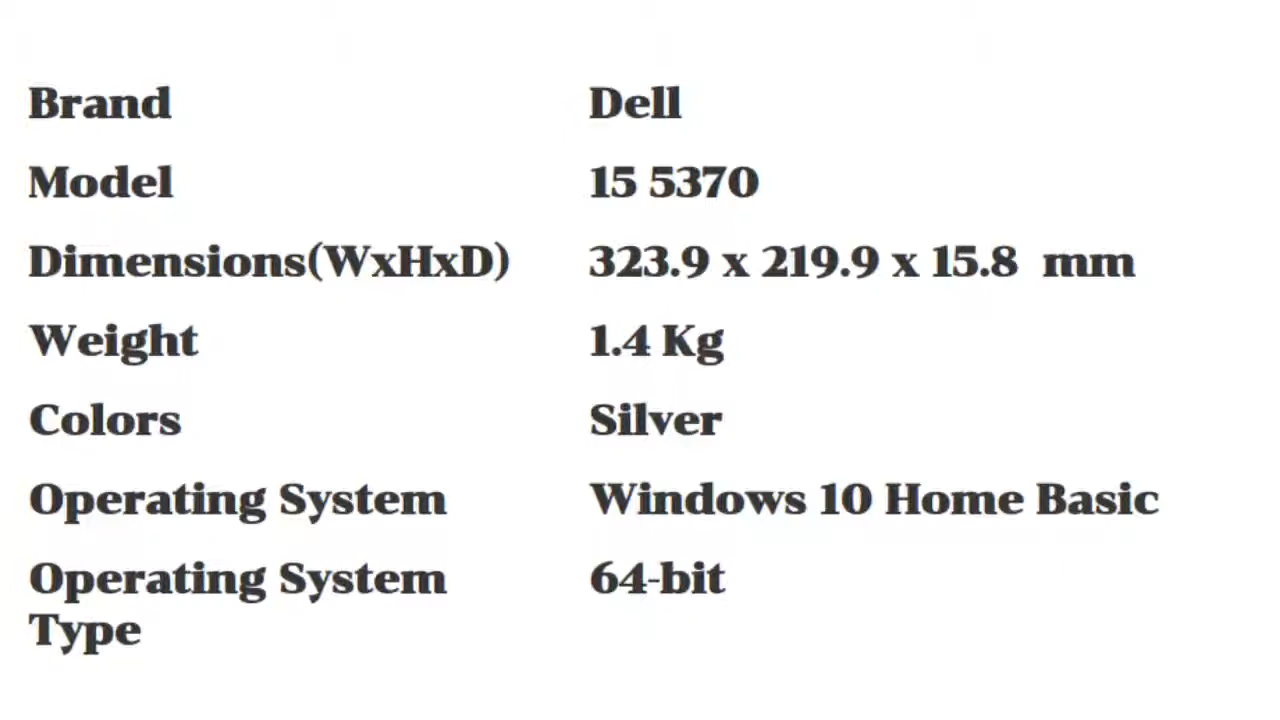 Brand Dell
Model 15 5370
Dimensions(WxHxD) 323.9 x 219.9 x 15.8 mm
Weight 1.4 Kg
Colors Silver
Operating System Windows 10 Home Basic
Operating System 64-bit
Type